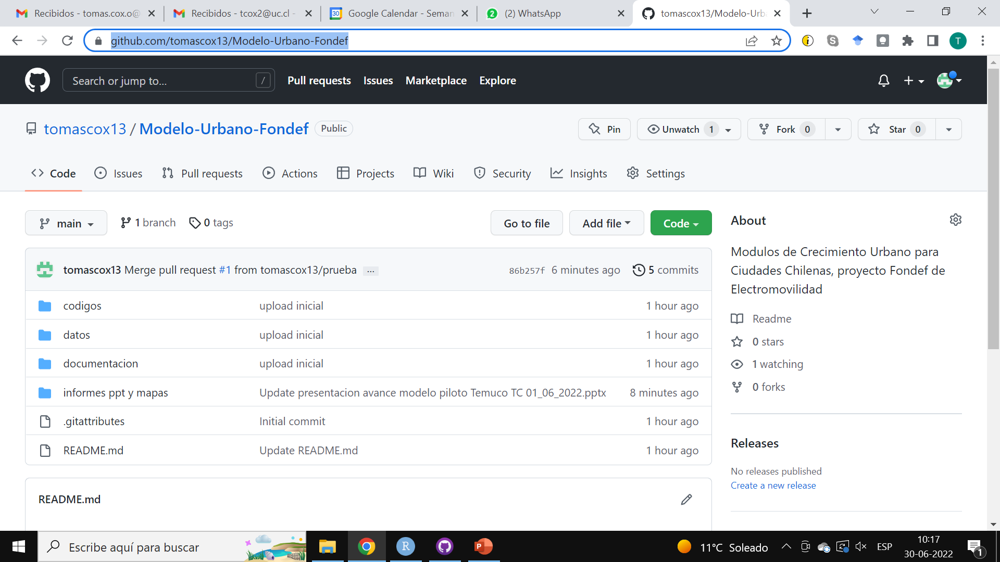 Recibidos - tomas.cox.o@
Recibidos - tcox2@uc.cl -
30
Google Calendar - Seman
2
(2) WhatsApp
tomascox13/Modelo-Urba
github.com/tomascox13/Modelo-Urbano-Fondef
T
Search or jump to...
/
Pull requests
Issues
Marketplace
Explore
tomascox13 / Modelo-Urbano-Fondef
Public
Pin
Unwatch 1
Fork 0
Star 0
Code
Issues
Pull requests
Actions
Projects
Wiki
Security
Insights
Settings
main
1 branch
0 tags
Go to file
Add file
Code
tomascox13 Merge pull request #1 from tomascox13/prueba ...
86b257f 6 minutes ago
5 commits
codigos upload inicial 1 hour ago
datos upload inicial 1 hour ago
documentacion upload inicial 1 hour ago
informes ppt y mapas Update presentacion avance modelo piloto Temuco TC 01_06_2022.pptx 8 minutes ago
.gitattributes Initial commit 1 hour ago
README.md Update README.md 1 hour ago
README.md
About
Modulos de Crecimiento Urbano para
Ciudades Chilenas, proyecto Fondef de
Electromovilidad
Readme
0 stars
1 watching
0 forks
Releases
No releases published
Create a new release
Escribe aquí para buscar
R
P
11°C Soleado
ESP
10:17
30-06-2022
1